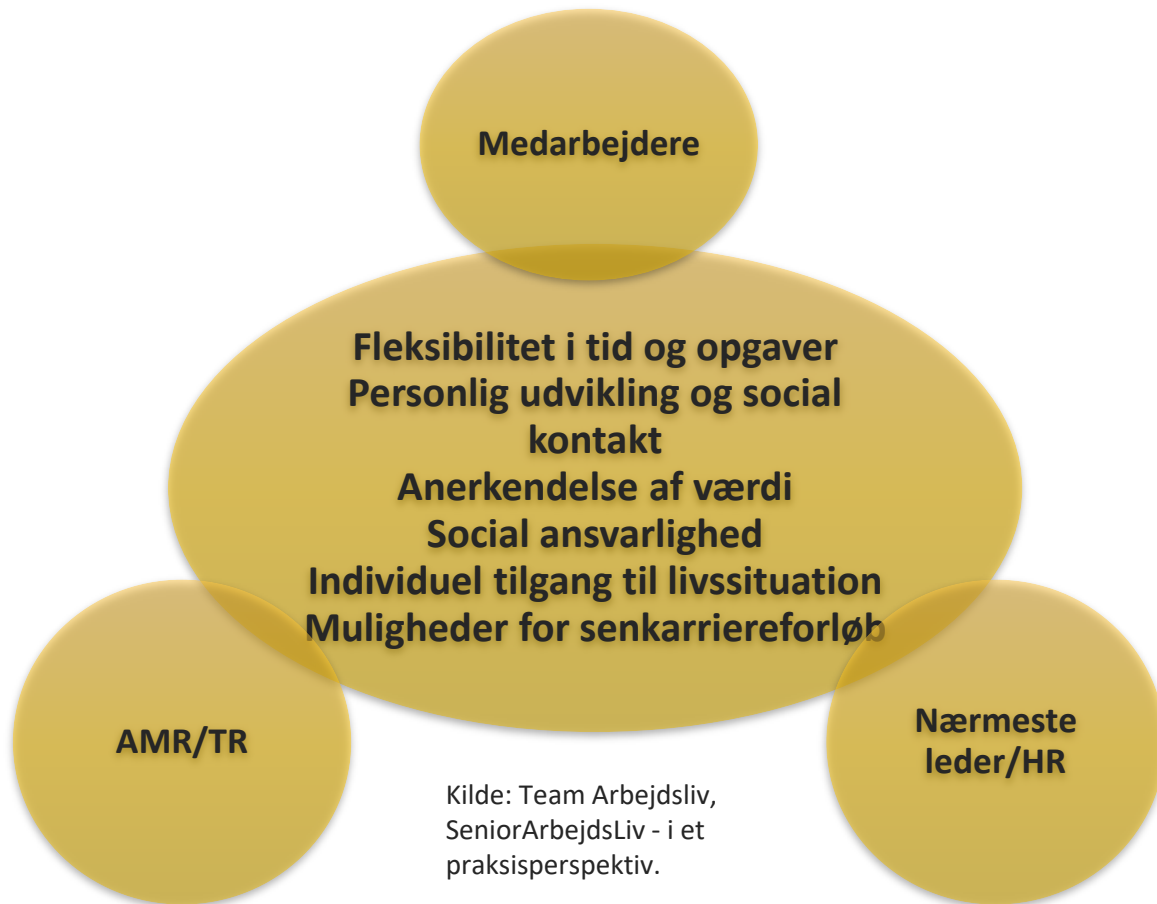 Medarbejdere
Fleksibilitet i tid og opgaver
Personlig udvikling og social
kontakt
Anerkendelse af værdi
Social ansvarlighed
Individuel tilgang til livssituation
Muligheder for senkarriereforløb
AMR/TR
Nærmeste
leder/HR
Kilde: Team Arbejdsliv,
SeniorArbejdsLiv - i et
praksisperspektiv.